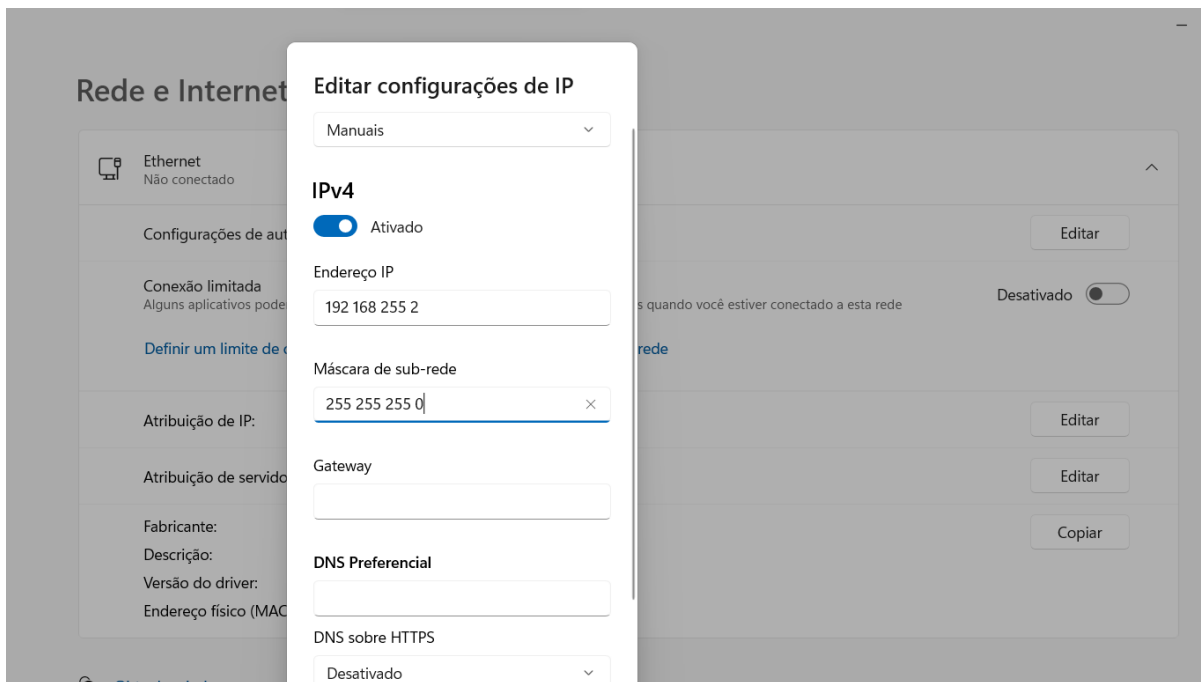 Rede e Internet
Editar configurações de IP
Manuais
Ethernet
Não conectado
IPv4
Ativado
Configurações de aut
Editar
Endereço IP
192 168 255 2
Conexão limitada
Alguns aplicativos pode
s quando você estiver conectado a esta rede
Desativado
Definir um limite de
rede
Máscara de sub-rede
255 255 255 0
Atribuição de IP:
Editar
Gateway
Atribuição de servido
Editar
Fabricante:
Copiar
Descrição:
DNS Preferencial
Versão do driver:
Endereço físico (MAC
DNS sobre HTTPS
Desativado